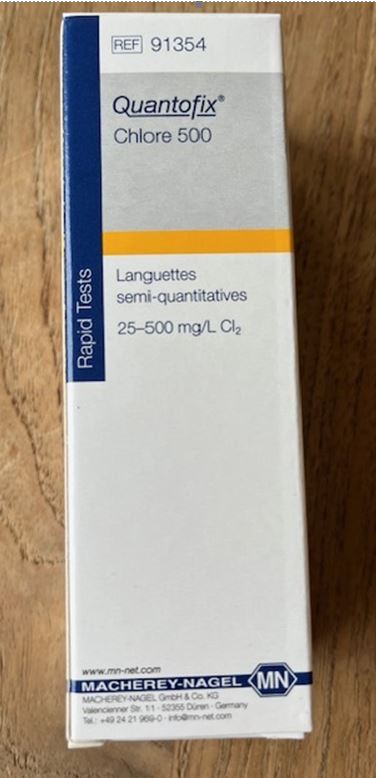 REF 91354
Quantofix®
Chlore 500
Rapid Tests
Languettes
semi-quantitatives
25–500 mg/L Cl₂
www.mn-net.com
MACHEREY-NAGEL MN
MACHEREY-NAGEL GmbH & Co. KG
Valencienner Str. 11 · 52355 Düren · Germany
Tel.: +49 24 21 969-0 · info@mn-net.com